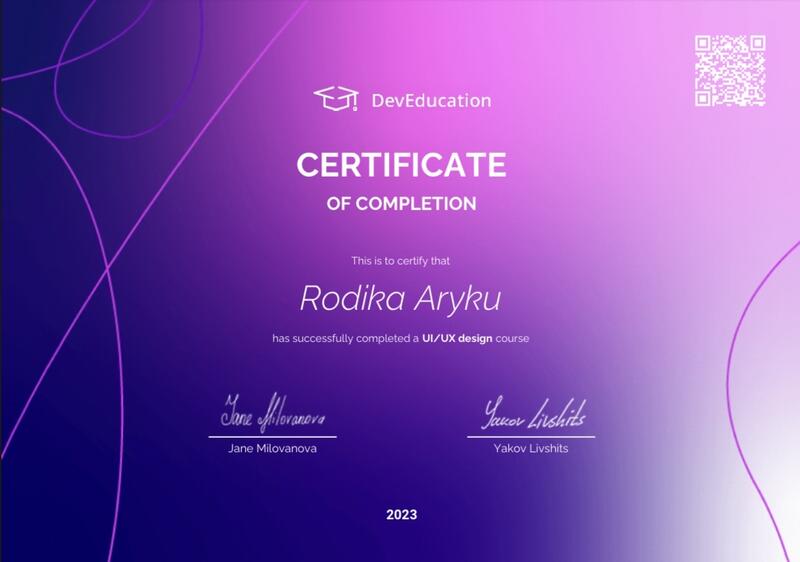 DevEducation
CERTIFICATE
OF COMPLETION
This is to certify that
Rodika Aryku
has successfully completed a UI/UX design course
Jane Milovanova
Yakov Livshits
Jane Milovanova
Yakov Livshits
2023